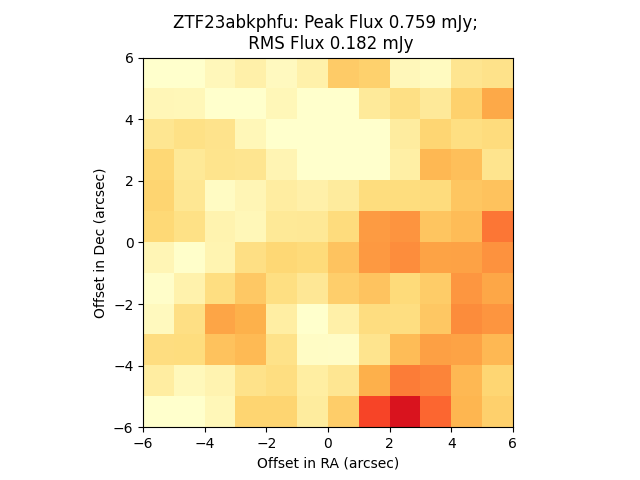 ZTF23abkphfu: Peak Flux 0.759 mJy;
RMS Flux 0.182 mJy
6
4
2
0
−2
−4
−6
Offset in Dec (arcsec)
−6 −4 −2 0 2 4 6
Offset in RA (arcsec)